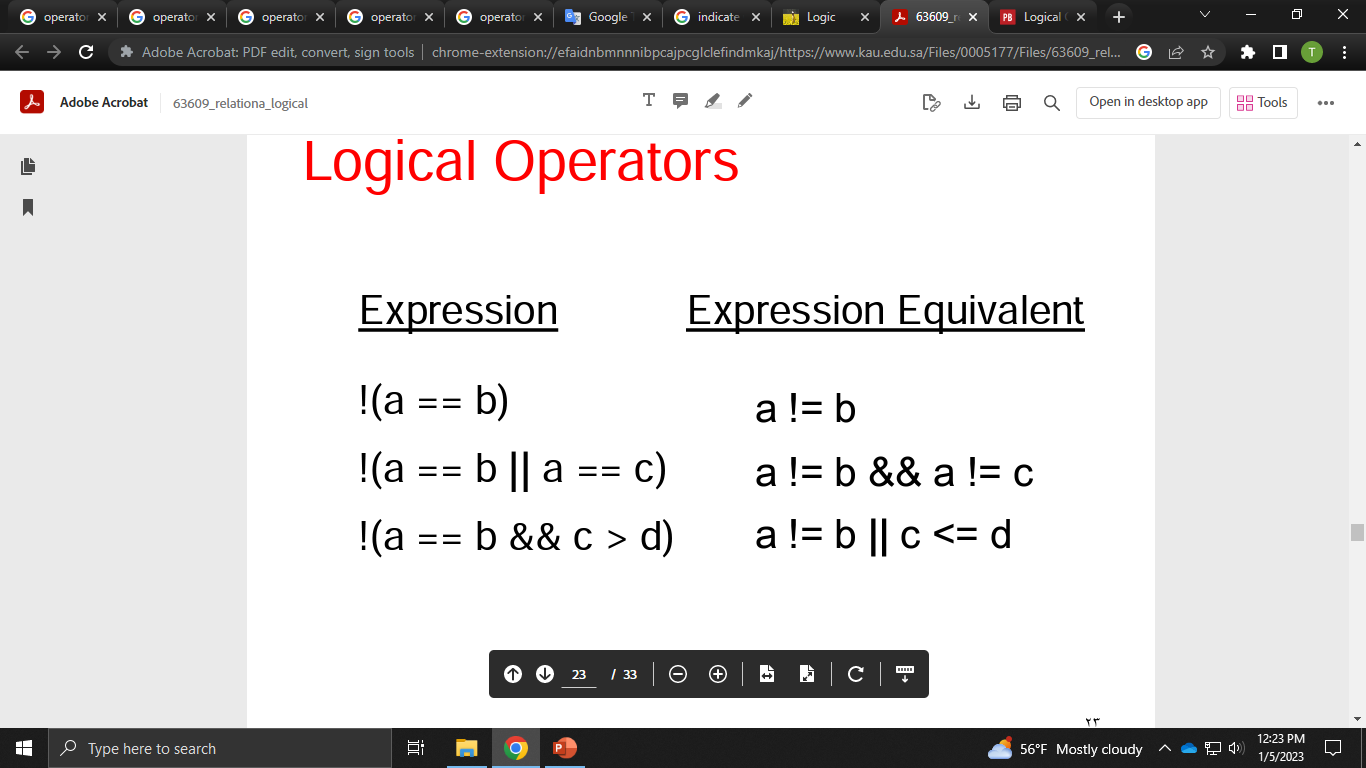 operator
operator
operator
operator
operator
Google T
indicate
Logic
63609_re
Logical O
Adobe Acrobat: PDF edit, convert, sign tools | chrome-extension://efaidnbmnnnibpcajpcglclefindmkaj/https://www.kau.edu.sa/Files/0005177/Files/63609_rel...
T
Adobe Acrobat
63609_relationa_logical
Open in desktop app
Tools
Logical Operators
Expression Expression Equivalent
!(a == b) a != b
!(a == b || a == c) a != b && a != c
!(a == b && c > d) a != b || c <= d
23 / 33
٢٣
Type here to search
56°F Mostly cloudy
12:23 PM
1/5/2023